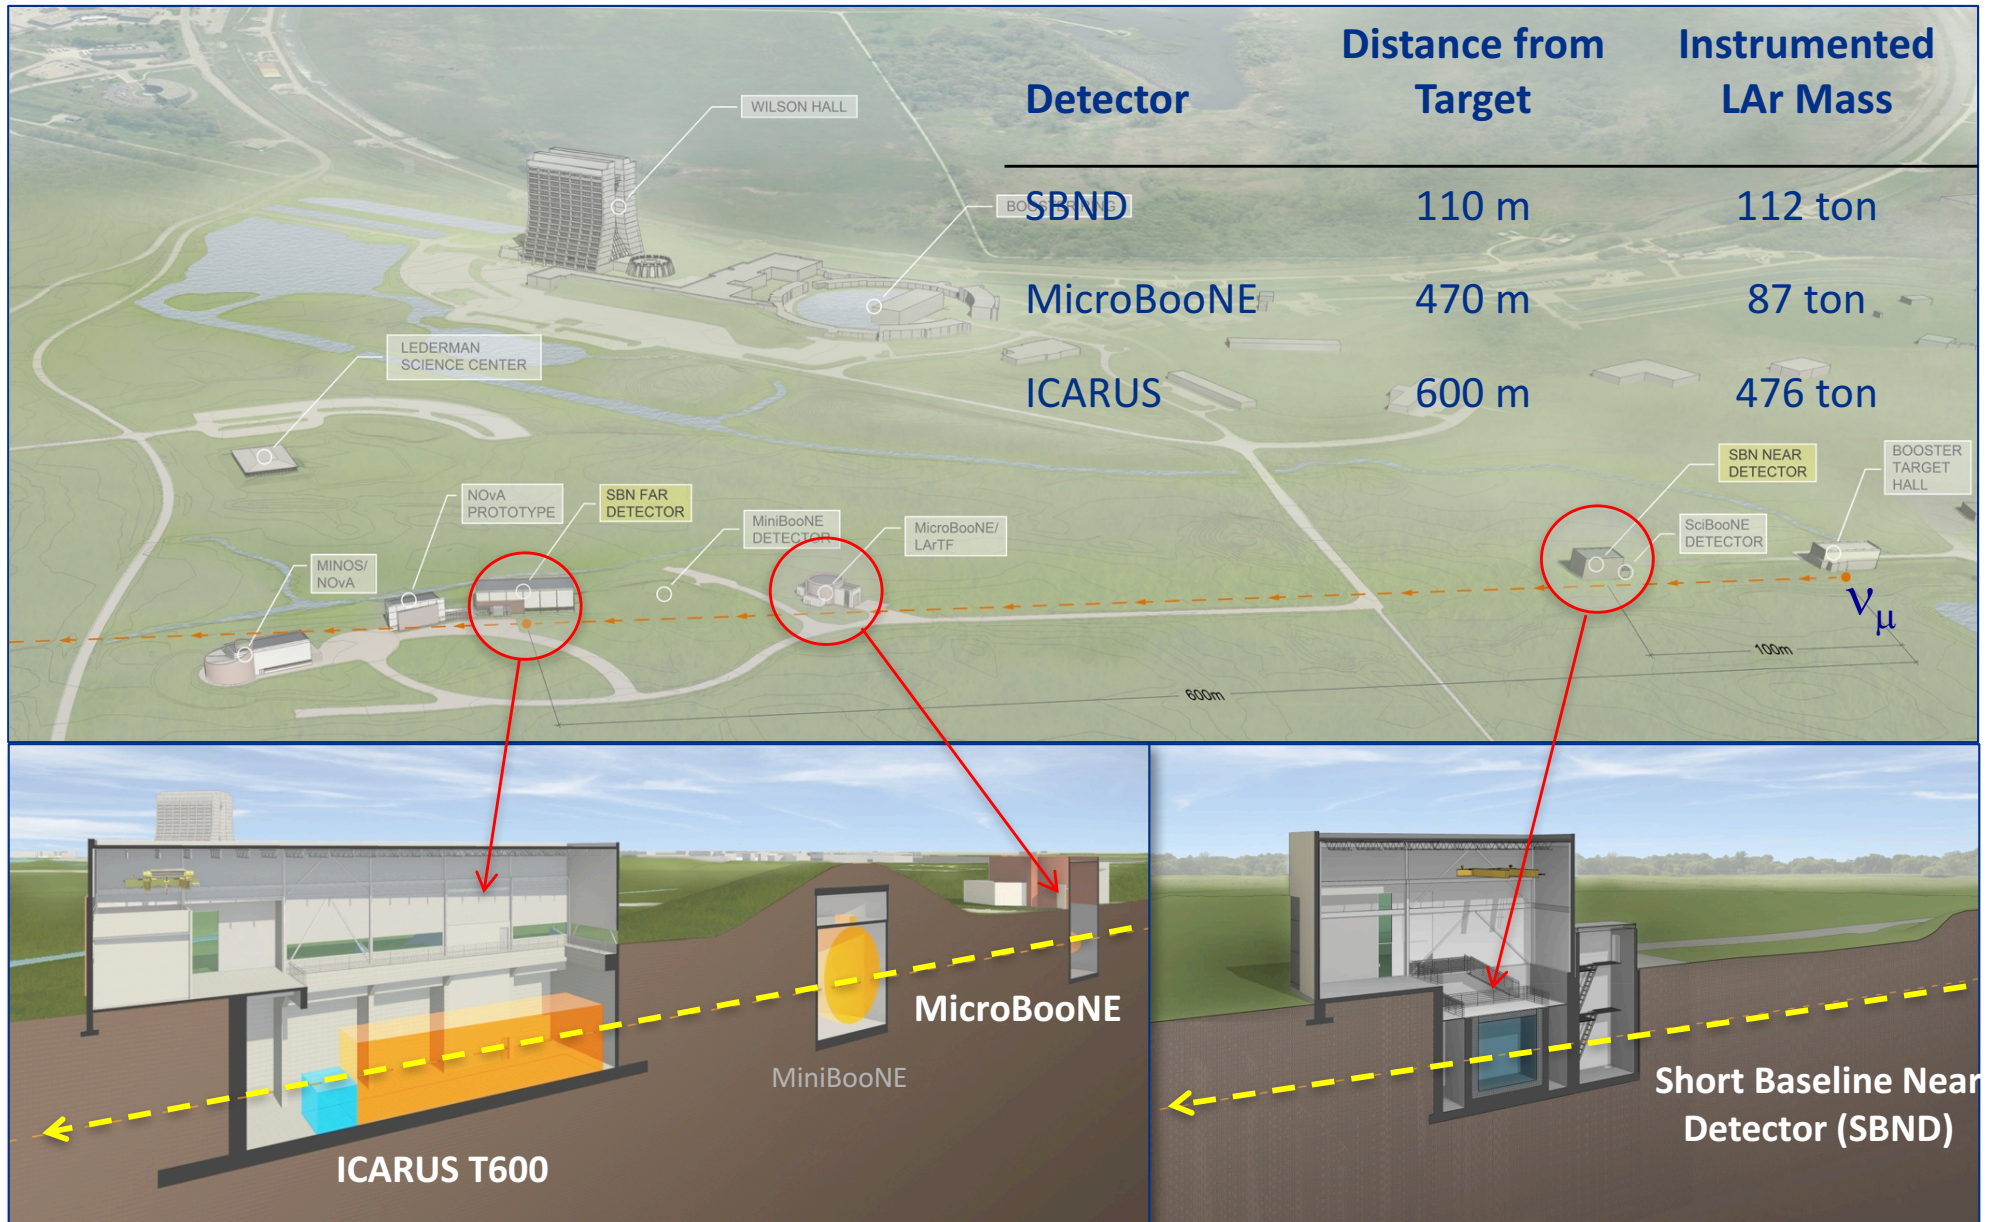 Distance from
Target
Instrumented
LAr Mass
Detector
SBND 110 m 112 ton
MicroBooNE 470 m 87 ton
ICARUS 600 m 476 ton
WILSON HALL
BOOSTER RING
LEDERMAN
SCIENCE CENTER
NOvA
PROTOTYPE
SBN FAR
DETECTOR
MiniBooNE
DETECTOR
MicroBooNE/
LArTF
MINOS/
NOvA
SBN NEAR
DETECTOR
BOOSTER
TARGET
HALL
SciBooNE
DETECTOR
νμ
100m
600m
MicroBooNE
MiniBooNE
ICARUS T600
Short Baseline Near
Detector (SBND)